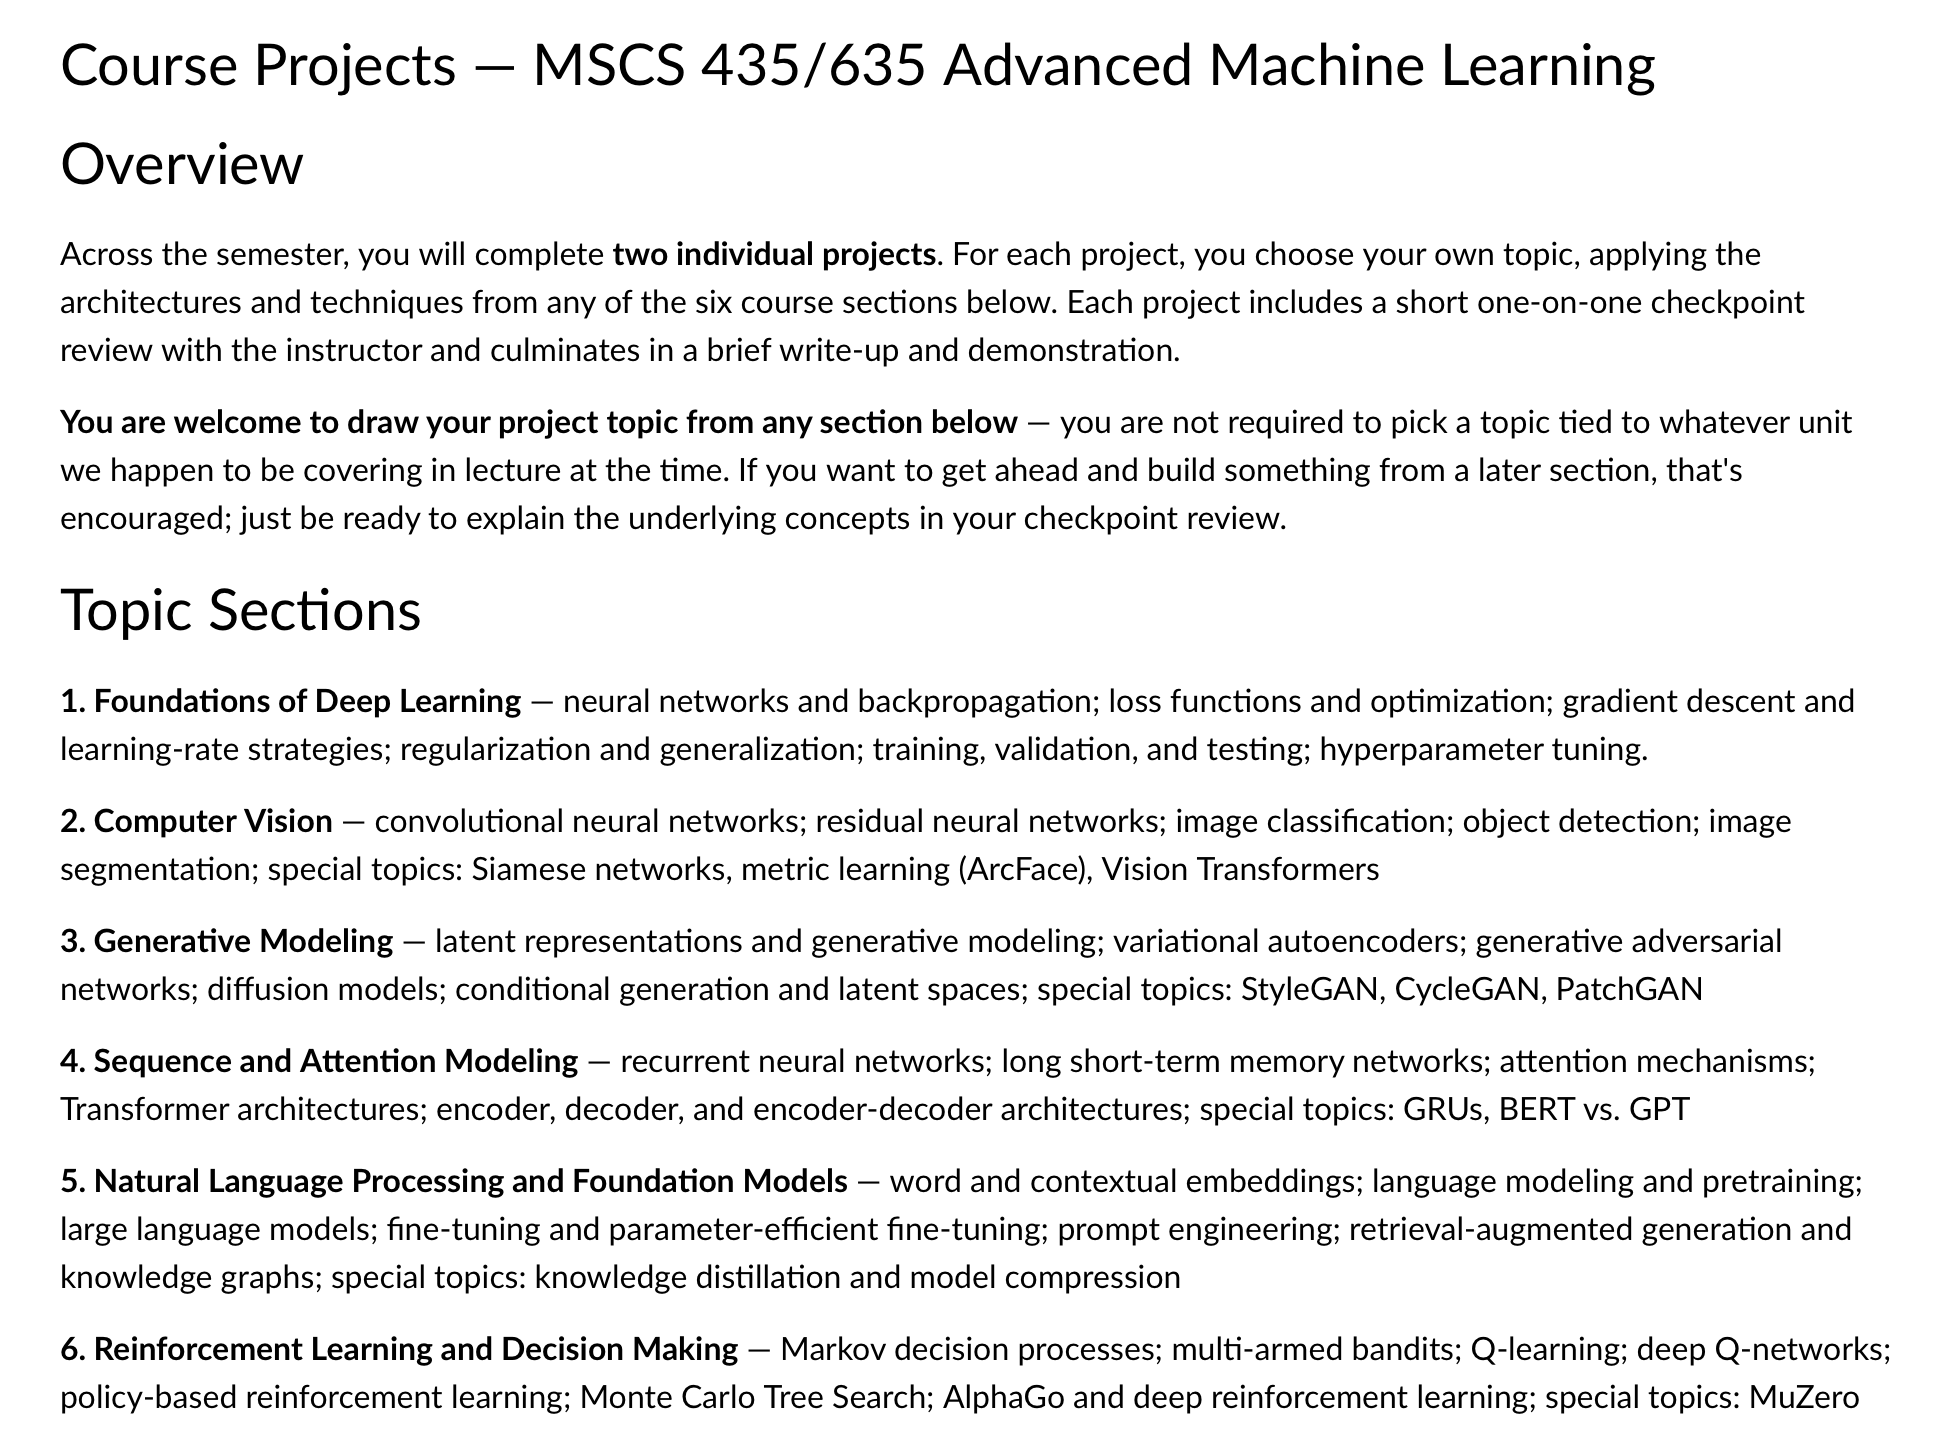 Course Projects — MSCS 435/635 Advanced Machine Learning
Overview
Across the semester, you will complete two individual projects. For each project, you choose your own topic, applying the
architectures and techniques from any of the six course sections below. Each project includes a short one-on-one checkpoint
review with the instructor and culminates in a brief write-up and demonstration.
You are welcome to draw your project topic from any section below — you are not required to pick a topic tied to whatever unit
we happen to be covering in lecture at the time. If you want to get ahead and build something from a later section, that's
encouraged; just be ready to explain the underlying concepts in your checkpoint review.
Topic Sections
1. Foundations of Deep Learning — neural networks and backpropagation; loss functions and optimization; gradient descent and
learning-rate strategies; regularization and generalization; training, validation, and testing; hyperparameter tuning.
2. Computer Vision — convolutional neural networks; residual neural networks; image classification; object detection; image
segmentation; special topics: Siamese networks, metric learning (ArcFace), Vision Transformers
3. Generative Modeling — latent representations and generative modeling; variational autoencoders; generative adversarial
networks; diffusion models; conditional generation and latent spaces; special topics: StyleGAN, CycleGAN, PatchGAN
4. Sequence and Attention Modeling — recurrent neural networks; long short-term memory networks; attention mechanisms;
Transformer architectures; encoder, decoder, and encoder-decoder architectures; special topics: GRUs, BERT vs. GPT
5. Natural Language Processing and Foundation Models — word and contextual embeddings; language modeling and pretraining;
large language models; fine-tuning and parameter-efficient fine-tuning; prompt engineering; retrieval-augmented generation and
knowledge graphs; special topics: knowledge distillation and model compression
6. Reinforcement Learning and Decision Making — Markov decision processes; multi-armed bandits; Q-learning; deep Q-networks;
policy-based reinforcement learning; Monte Carlo Tree Search; AlphaGo and deep reinforcement learning; special topics: MuZero